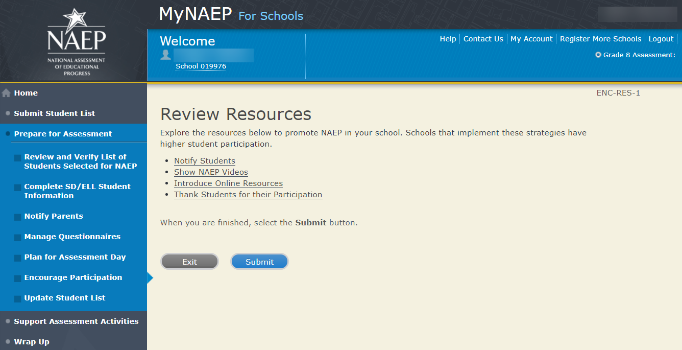 MyNAEP For Schools
NAEP
NATIONAL ASSESSMENT
OF EDUCATIONAL
PROGRESS
Welcome
School 019976
Help Contact Us My Account Register More Schools Logout
Grade 8 Assessment:
Home
Submit Student List
Prepare for Assessment
Review and Verify List of
Students Selected for NAEP
Complete SD/ELL Student
Information
Notify Parents
Manage Questionnaires
Plan for Assessment Day
Encourage Participation
Update Student List
Support Assessment Activities
Wrap Up
ENC-RES-1
Review Resources
Explore the resources below to promote NAEP in your school. Schools that implement these strategies have
higher student participation.
Notify Students
Show NAEP Videos
Introduce Online Resources
Thank Students for their Participation
When you are finished, select the Submit button.
Exit Submit